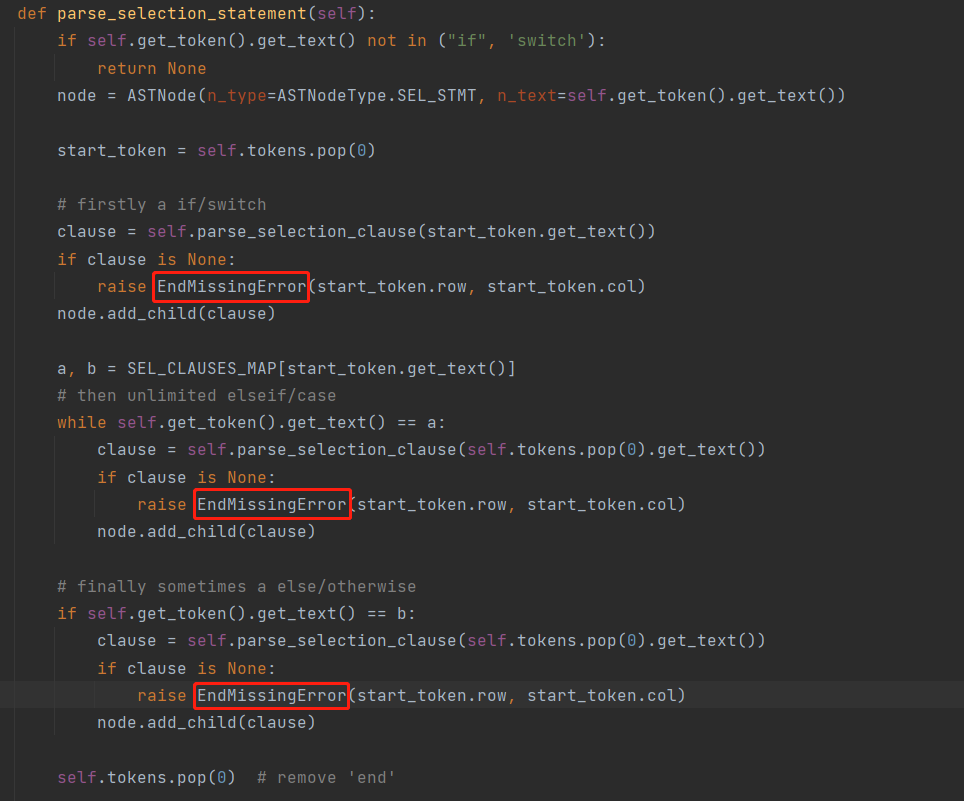 def parse_selection_statement(self):
    if self.get_token().get_text() not in ("if", 'switch'):
        return None
    node = ASTNode(n_type=ASTNodeType.SEL_STMT, n_text=self.get_token().get_text())
    start_token = self.tokens.pop(0)
    # firstly a if/switch
    clause = self.parse_selection_clause(start_token.get_text())
    if clause is None:
        raise EndMissingError(start_token.row, start_token.col)
    node.add_child(clause)
    a, b = SEL_CLAUSES_MAP[start_token.get_text()]
    # then unlimited elseif/case
    while self.get_token().get_text() == a:
        clause = self.parse_selection_clause(self.tokens.pop(0).get_text())
        if clause is None:
            raise EndMissingError(start_token.row, start_token.col)
        node.add_child(clause)
    # finally sometimes a else/otherwise
    if self.get_token().get_text() == b:
        clause = self.parse_selection_clause(self.tokens.pop(0).get_text())
        if clause is None:
            raise EndMissingError(start_token.row, start_token.col)
        node.add_child(clause)
    self.tokens.pop(0)  # remove 'end'